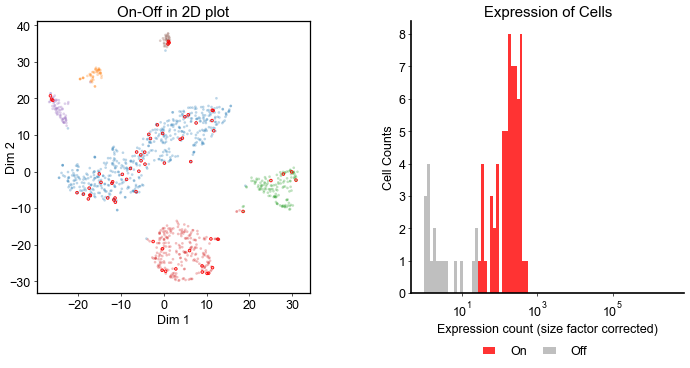 On-Off in 2D plot
Expression of Cells
40
30
20
10
0
−10
−20
−30
Dim 2
−20 −10 0 10 20 30
Dim 1
8
7
6
5
4
3
2
1
0
Cell Counts
10^1 10^3 10^5
Expression count (size factor corrected)
On Off